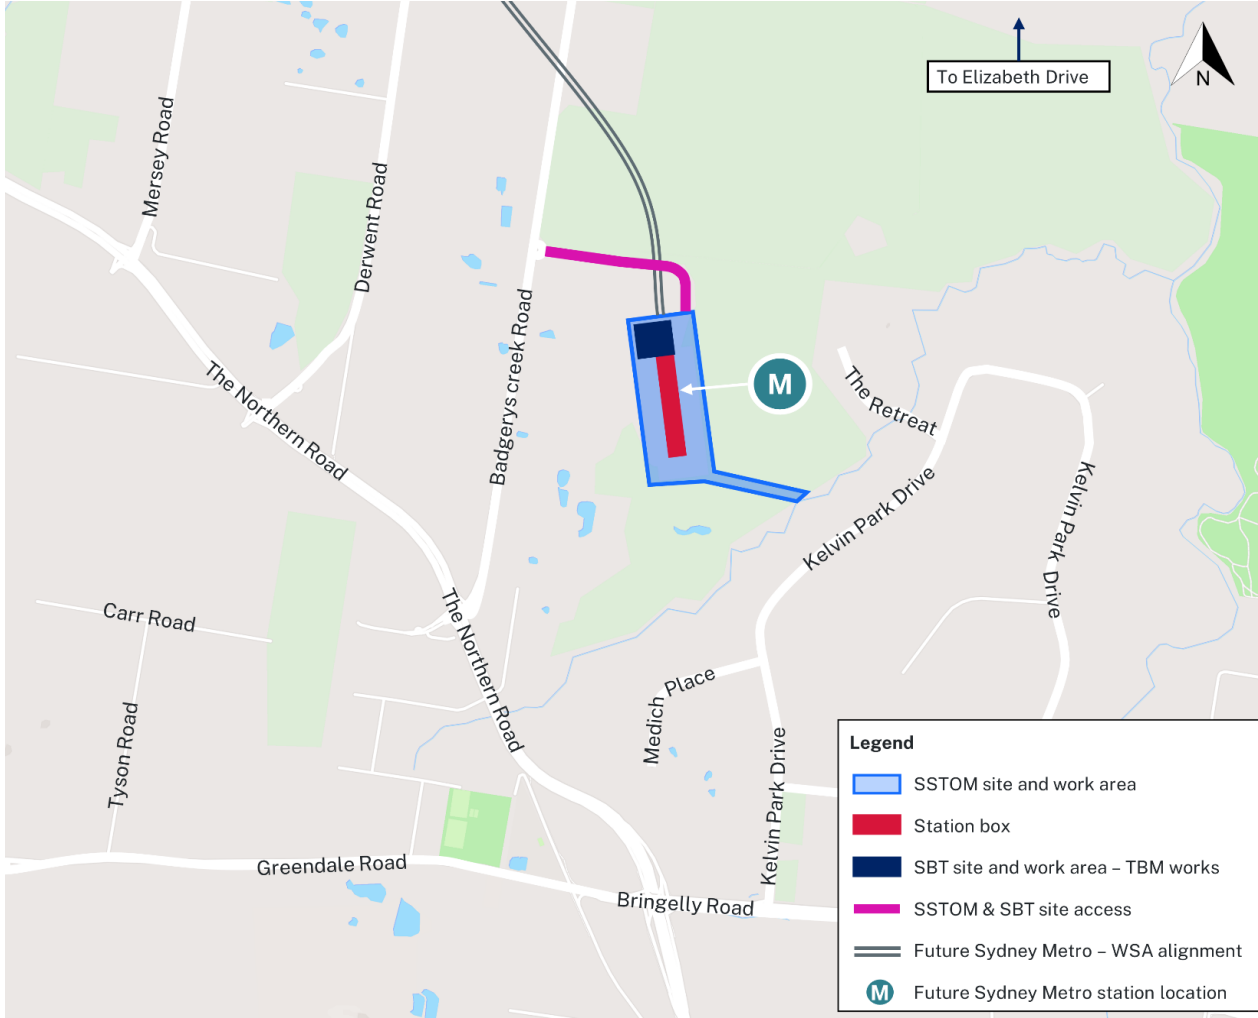 To Elizabeth Drive
N
Mersey Road
Derwent Road
Badgerys creek Road
The Northern Road
M
The Retreat
Kelvin Park Drive
Kelvin Park Drive
Carr Road
The Northern Road
Tyson Road
Medich Place
Kelvin Park Drive
Greendale Road
Bringelly Road
Legend
SSTOM site and work area
Station box
SBT site and work area – TBM works
SSTOM & SBT site access
Future Sydney Metro – WSA alignment
M Future Sydney Metro station location